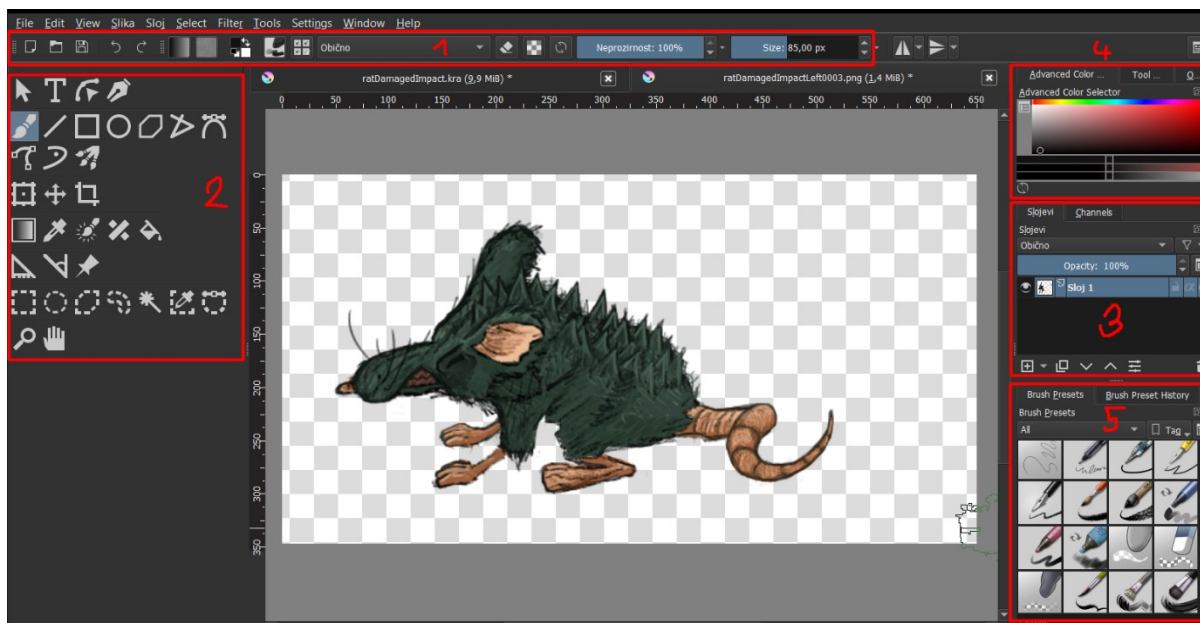 File Edit View Slika Sloj Select Filter Tools Settings Window Help
Obično 1 Neprozirnost: 100% Size: 85,00 px
4
ratDamagedImpact.kra (9,9 MiB) * ratDamagedImpactLeft0003.png (1,4 MiB) *
Advanced Color ... Tool ... O...
0 50 100 150 200 250 300 350 400 450 500 550 600 650
Advanced Color Selector
2
0
50
100
150
200
250
300
350
Slojevi Channels
Slojevi
Obično
Opacity: 100%
Sloj 1
3
Brush Presets Brush Preset History
Brush Presets 5
All Tag